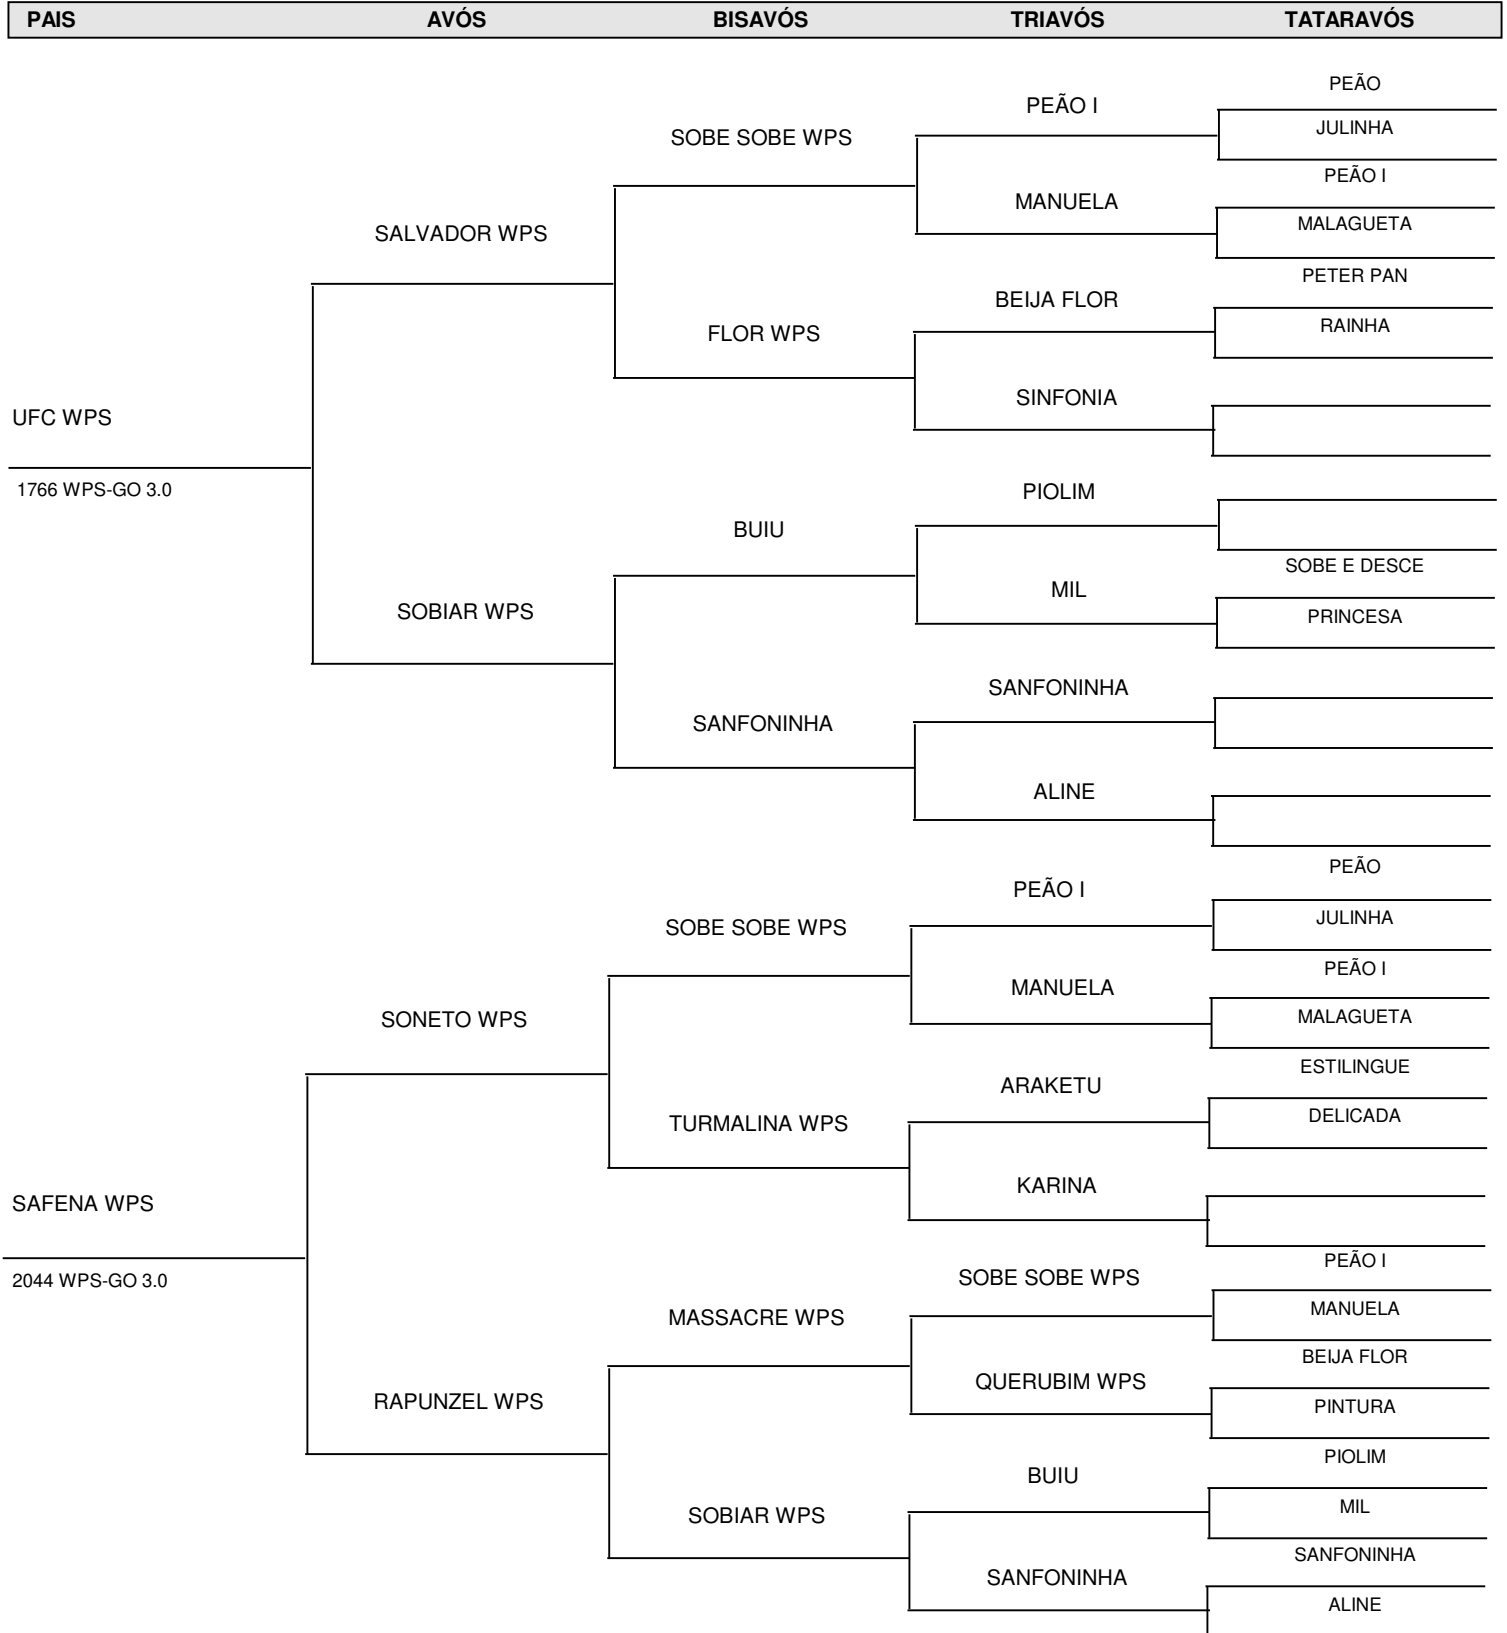 PAIS AVÓS BISAVÓS TRIAVÓS TATARAVÓS
PEÃO
PEÃO I
JULINHA
SOBE SOBE WPS
PEÃO I
MANUELA
MALAGUETA
SALVADOR WPS
PETER PAN
BEIJA FLOR
RAINHA
FLOR WPS
SINFONIA
UFC WPS
1766 WPS-GO 3.0
PIOLIM
BUIU
SOBE E DESCE
MIL
SOBIAR WPS
PRINCESA
SANFONINHA
SANFONINHA
ALINE
PEÃO
PEÃO I
JULINHA
SOBE SOBE WPS
PEÃO I
MANUELA
MALAGUETA
SONETO WPS
ESTILINGUE
ARAKETU
DELICADA
TURMALINA WPS
KARINA
SAFENA WPS
2044 WPS-GO 3.0
PEÃO I
SOBE SOBE WPS
MANUELA
MASSACRE WPS
BEIJA FLOR
QUERUBIM WPS
RAPUNZEL WPS
PINTURA
PIOLIM
BUIU
MIL
SOBIAR WPS
SANFONINHA
SANFONINHA
ALINE